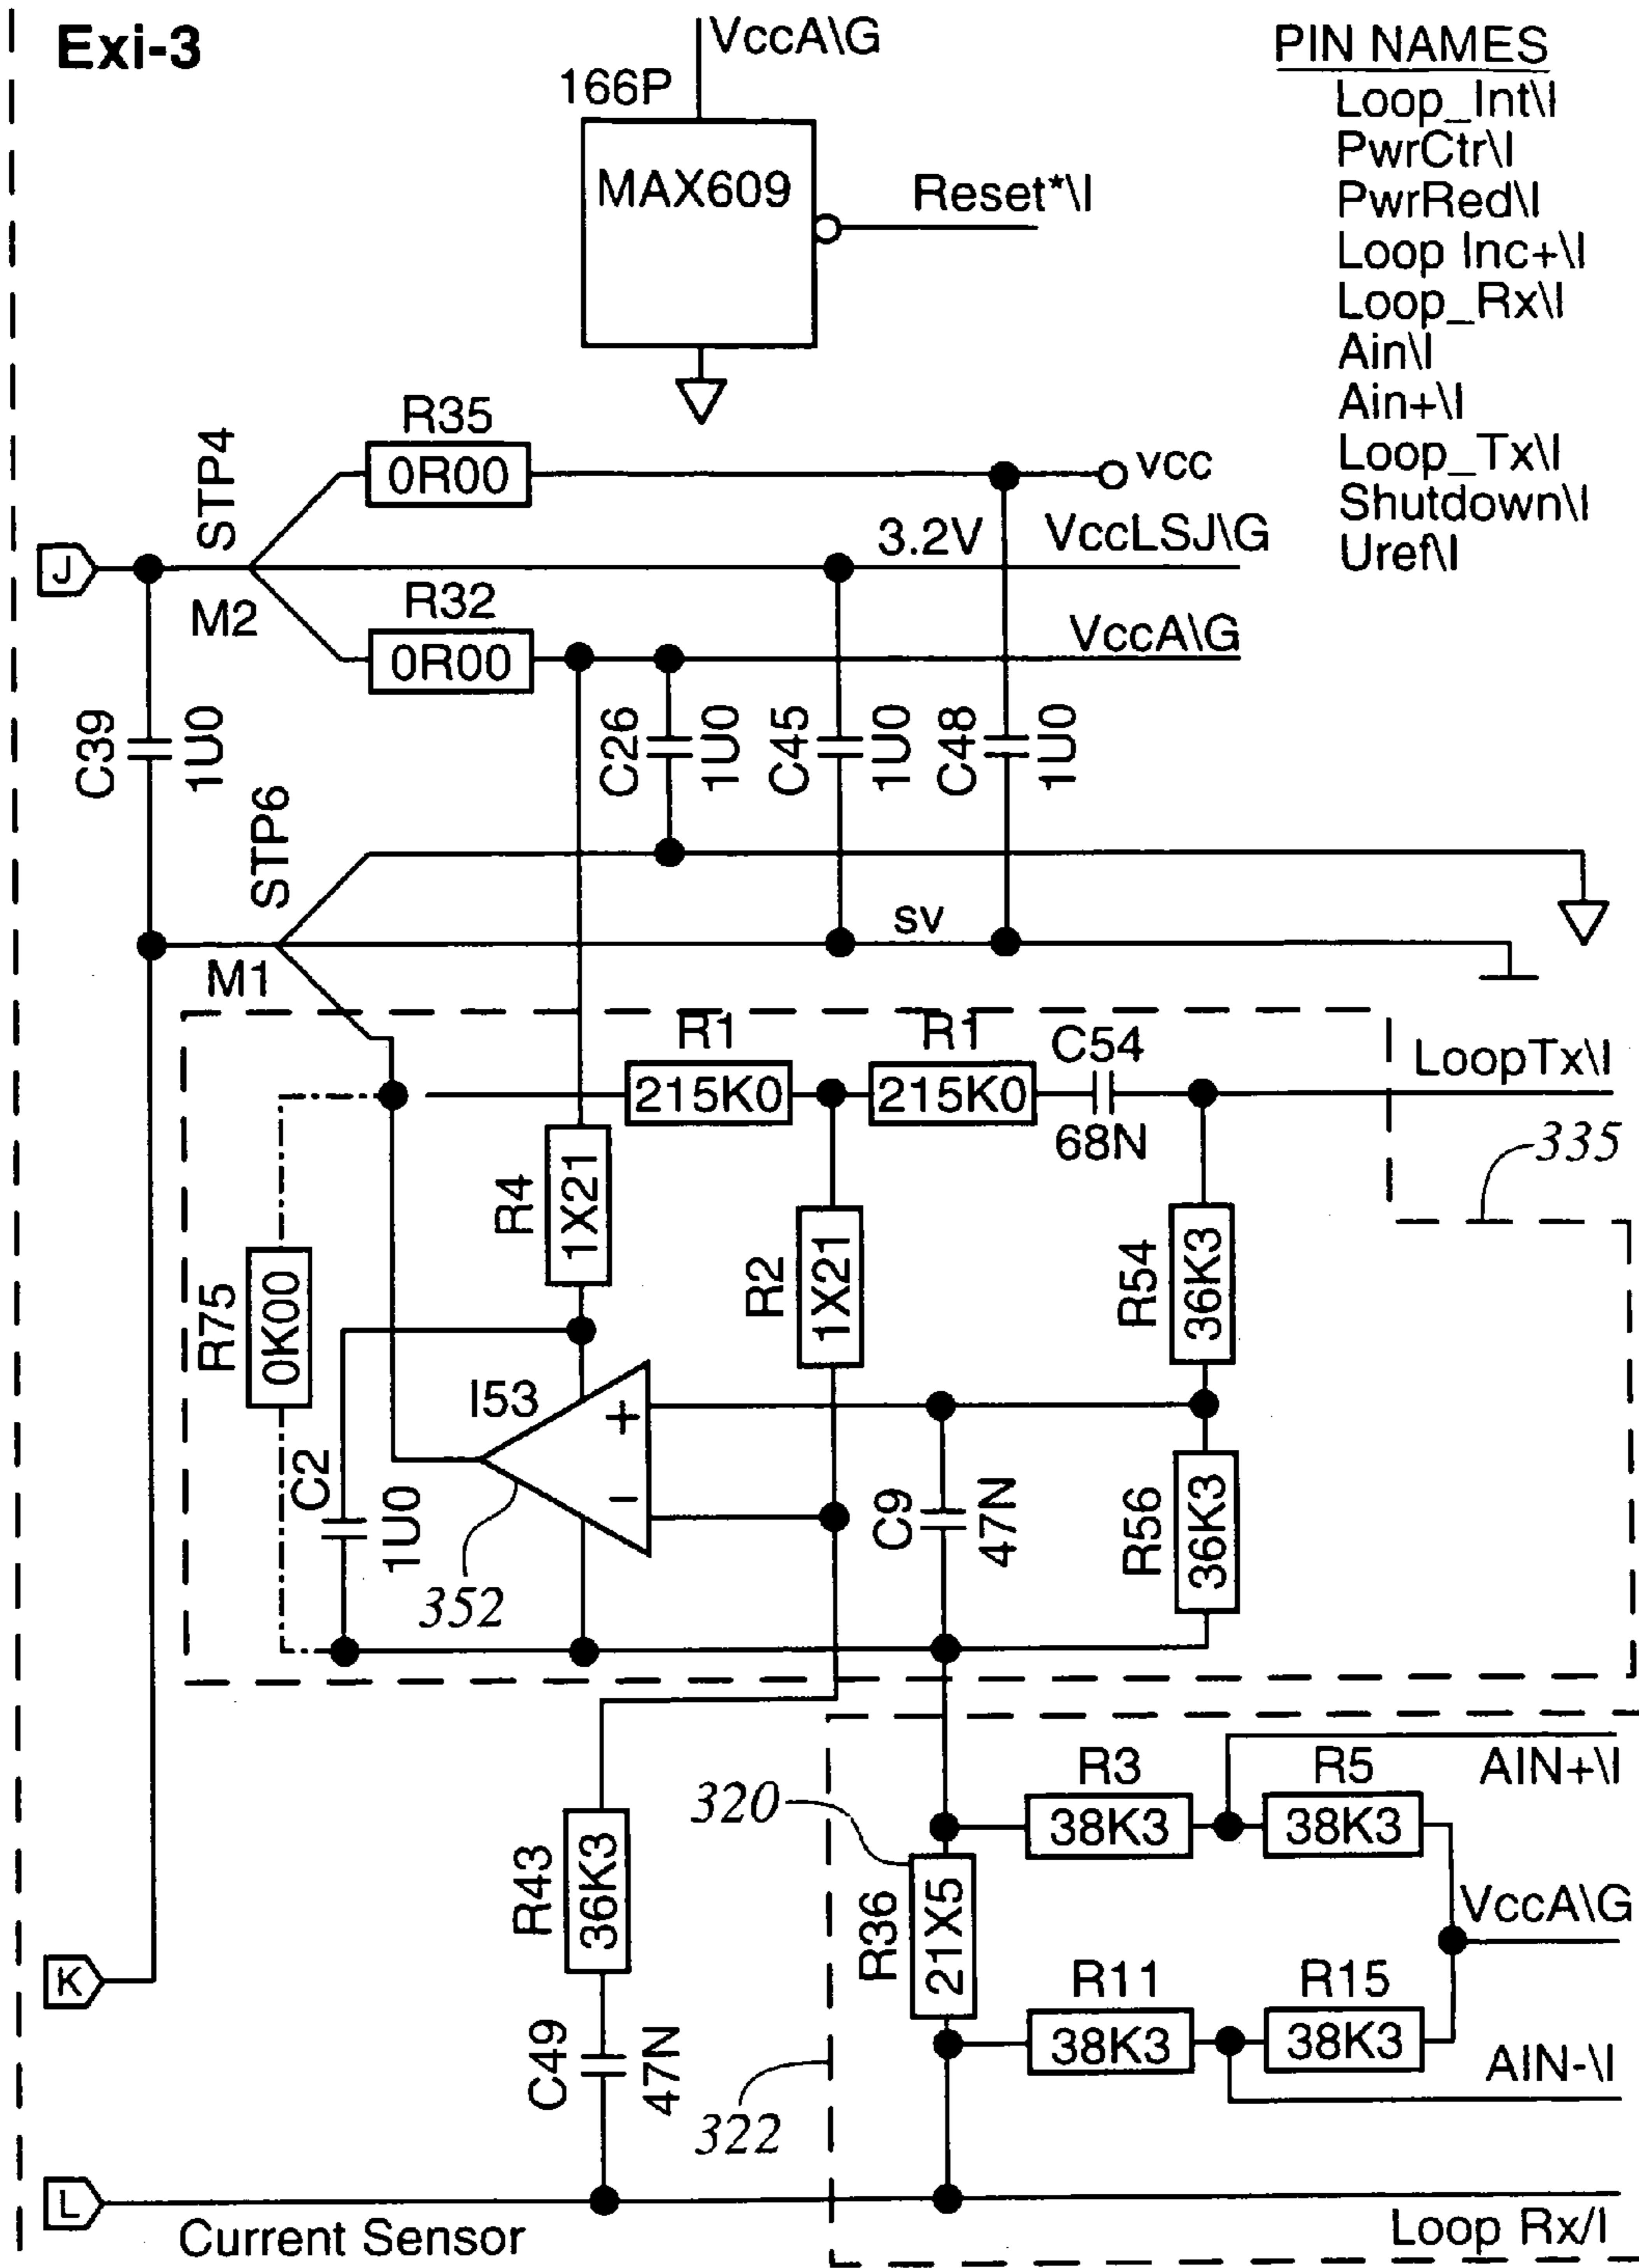 Exi-3
VccA\G
166P
MAX609
Reset*\I
PIN NAMES
Loop_Int\I
PwrCtr\I
PwrRed\I
Loop Inc+\I
Loop_Rx\I
Ain\I
Ain+\I
Loop_Tx\I
Shutdown\I
Uref\I
R35
0R00
STP4
vcc
3.2V
VccLSJ\G
J
M2
R32
0R00
VccA\G
C39
1U0
C26
1U0
C45
1U0
C48
1U0
STP6
sv
M1
R1
215K0
R1
215K0
C54
68N
LoopTx\I
335
R4
1X21
R2
1X21
R54
36K3
R75
0K00
I53
+
−
C2
1U0
352
C9
47N
R56
36K3
320
R3
38K3
R5
38K3
AIN+\I
R43
36K3
R36
21X5
VccA\G
K
R11
38K3
R15
38K3
AIN-\I
C49
47N
322
L
Current Sensor
Loop Rx/I